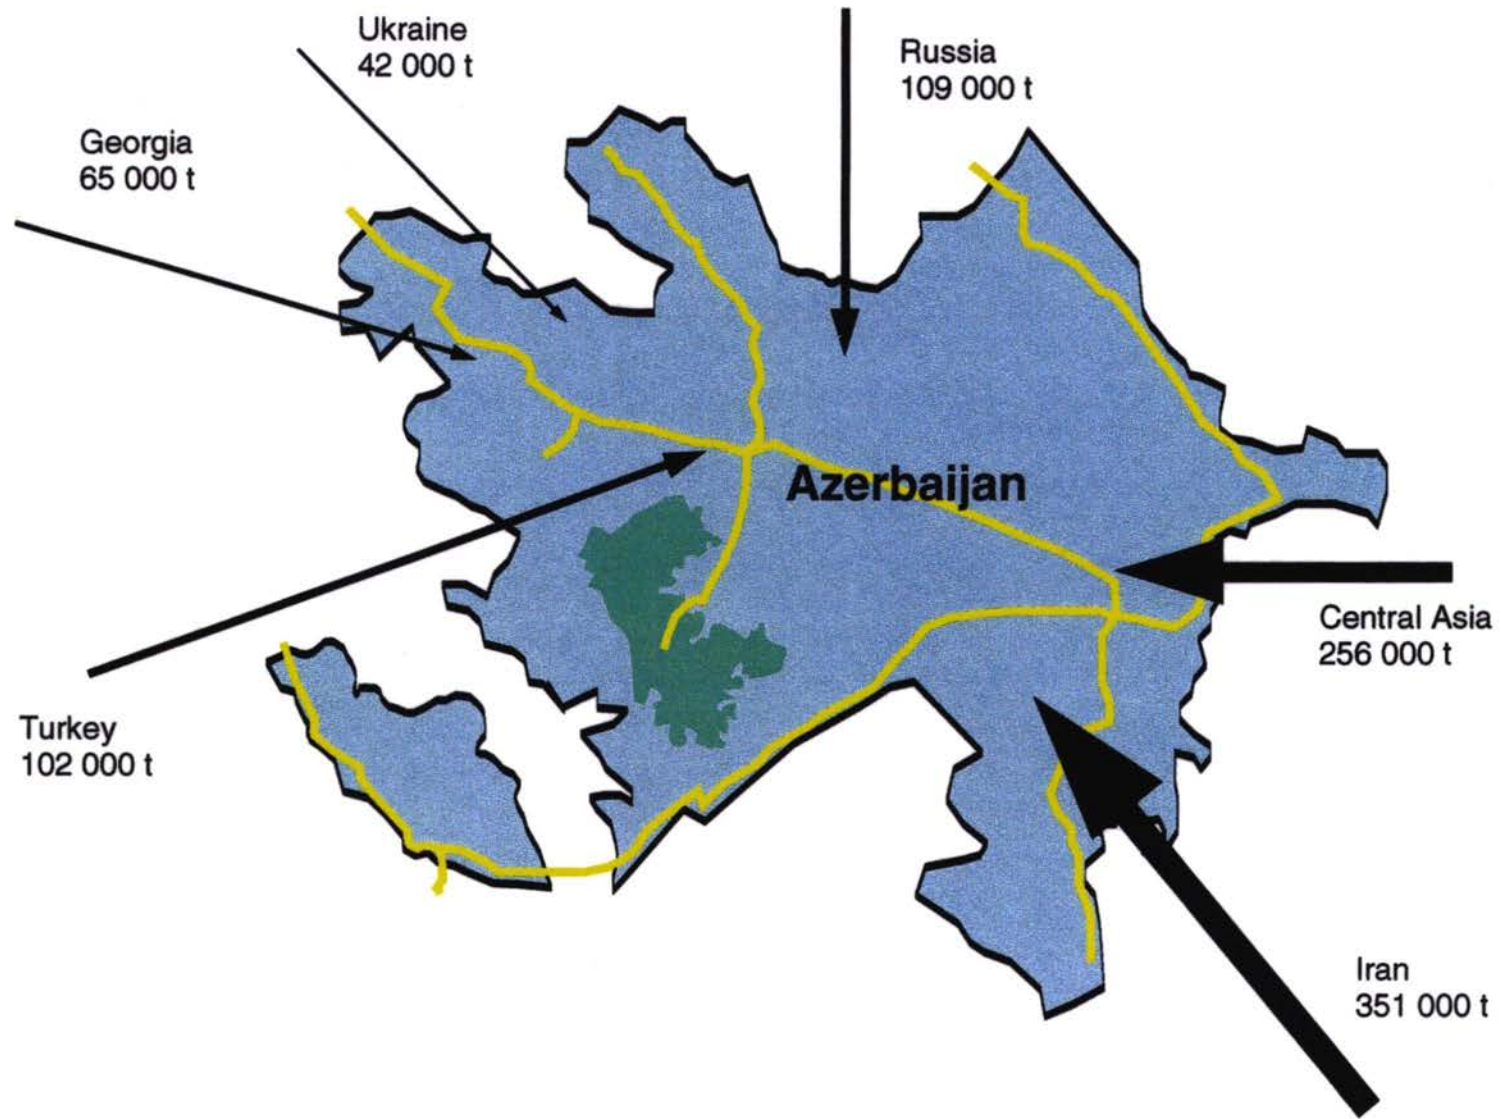 Ukraine
42 000 t
Russia
109 000 t
Georgia
65 000 t
Azerbaijan
Central Asia
256 000 t
Turkey
102 000 t
Iran
351 000 t